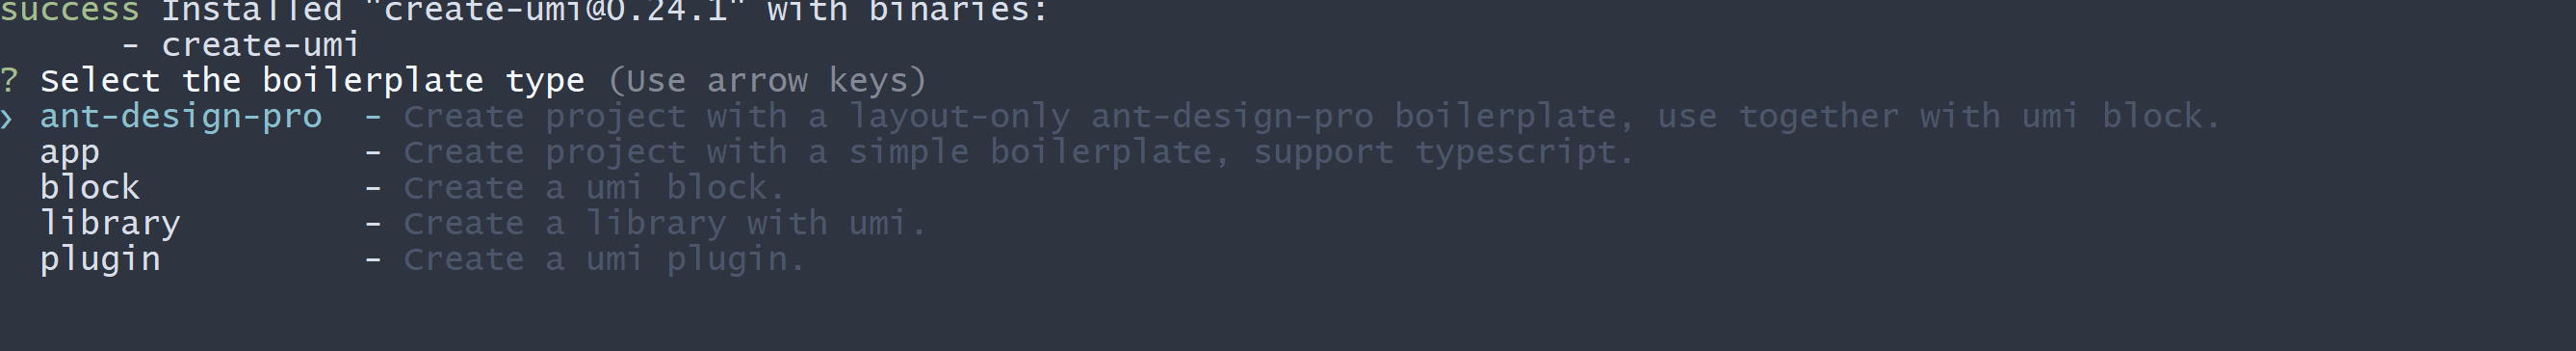 success Installed "create-umi@0.24.1" with binaries:
      - create-umi
? Select the boilerplate type (Use arrow keys)
❯ ant-design-pro  - Create project with a layout-only ant-design-pro boilerplate, use together with umi block.
  app             - Create project with a simple boilerplate, support typescript.
  block           - Create a umi block.
  library         - Create a library with umi.
  plugin          - Create a umi plugin.